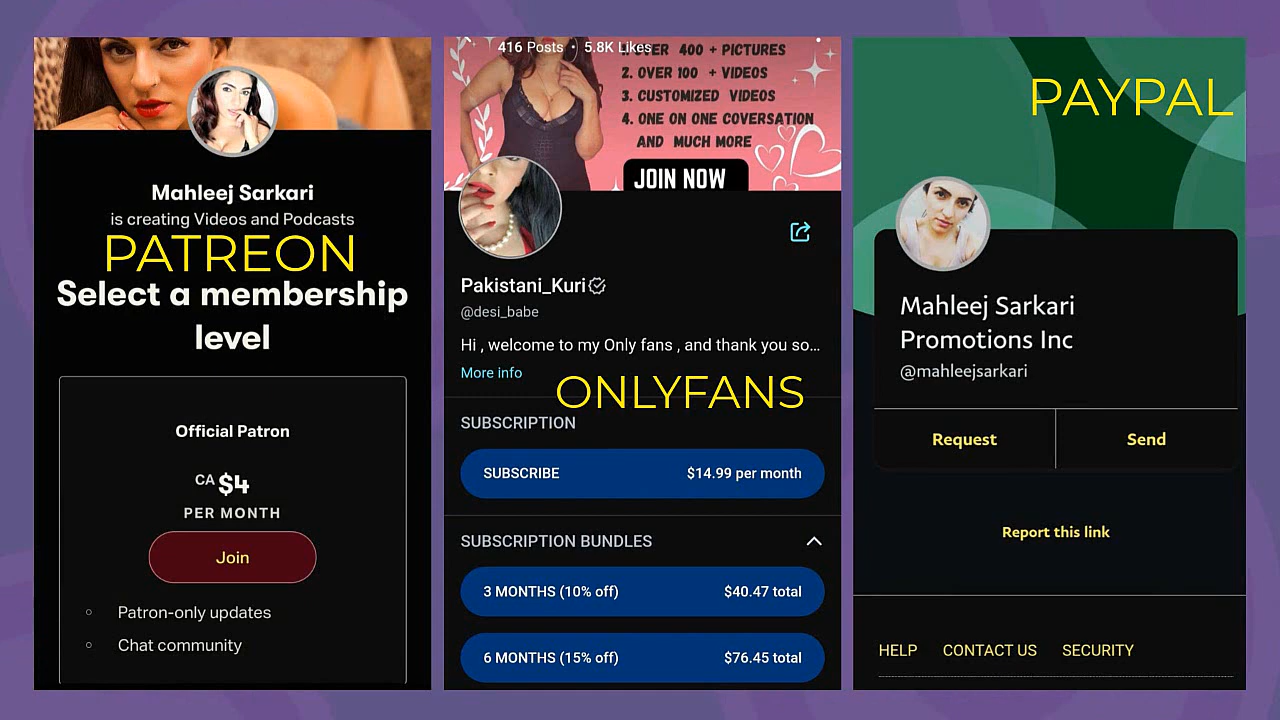 Mahleej Sarkari
is creating Videos and Podcasts
PATREON
Select a membership
level
Official Patron
CA $4
PER MONTH
Join
Patron-only updates
Chat community
416 Posts • 5.8K Likes
1. OVER 400 + PICTURES
2. OVER 100 + VIDEOS
3. CUSTOMIZED VIDEOS
4. ONE ON ONE COVERSATION
AND MUCH MORE
JOIN NOW
Pakistani_Kuri
@desi_babe
Hi , welcome to my Only fans , and thank you so...
More info
ONLYFANS
SUBSCRIPTION
SUBSCRIBE $14.99 per month
SUBSCRIPTION BUNDLES
3 MONTHS (10% off) $40.47 total
6 MONTHS (15% off) $76.45 total
PAYPAL
Mahleej Sarkari
Promotions Inc
@mahleejsarkari
Request Send
Report this link
HELP CONTACT US SECURITY